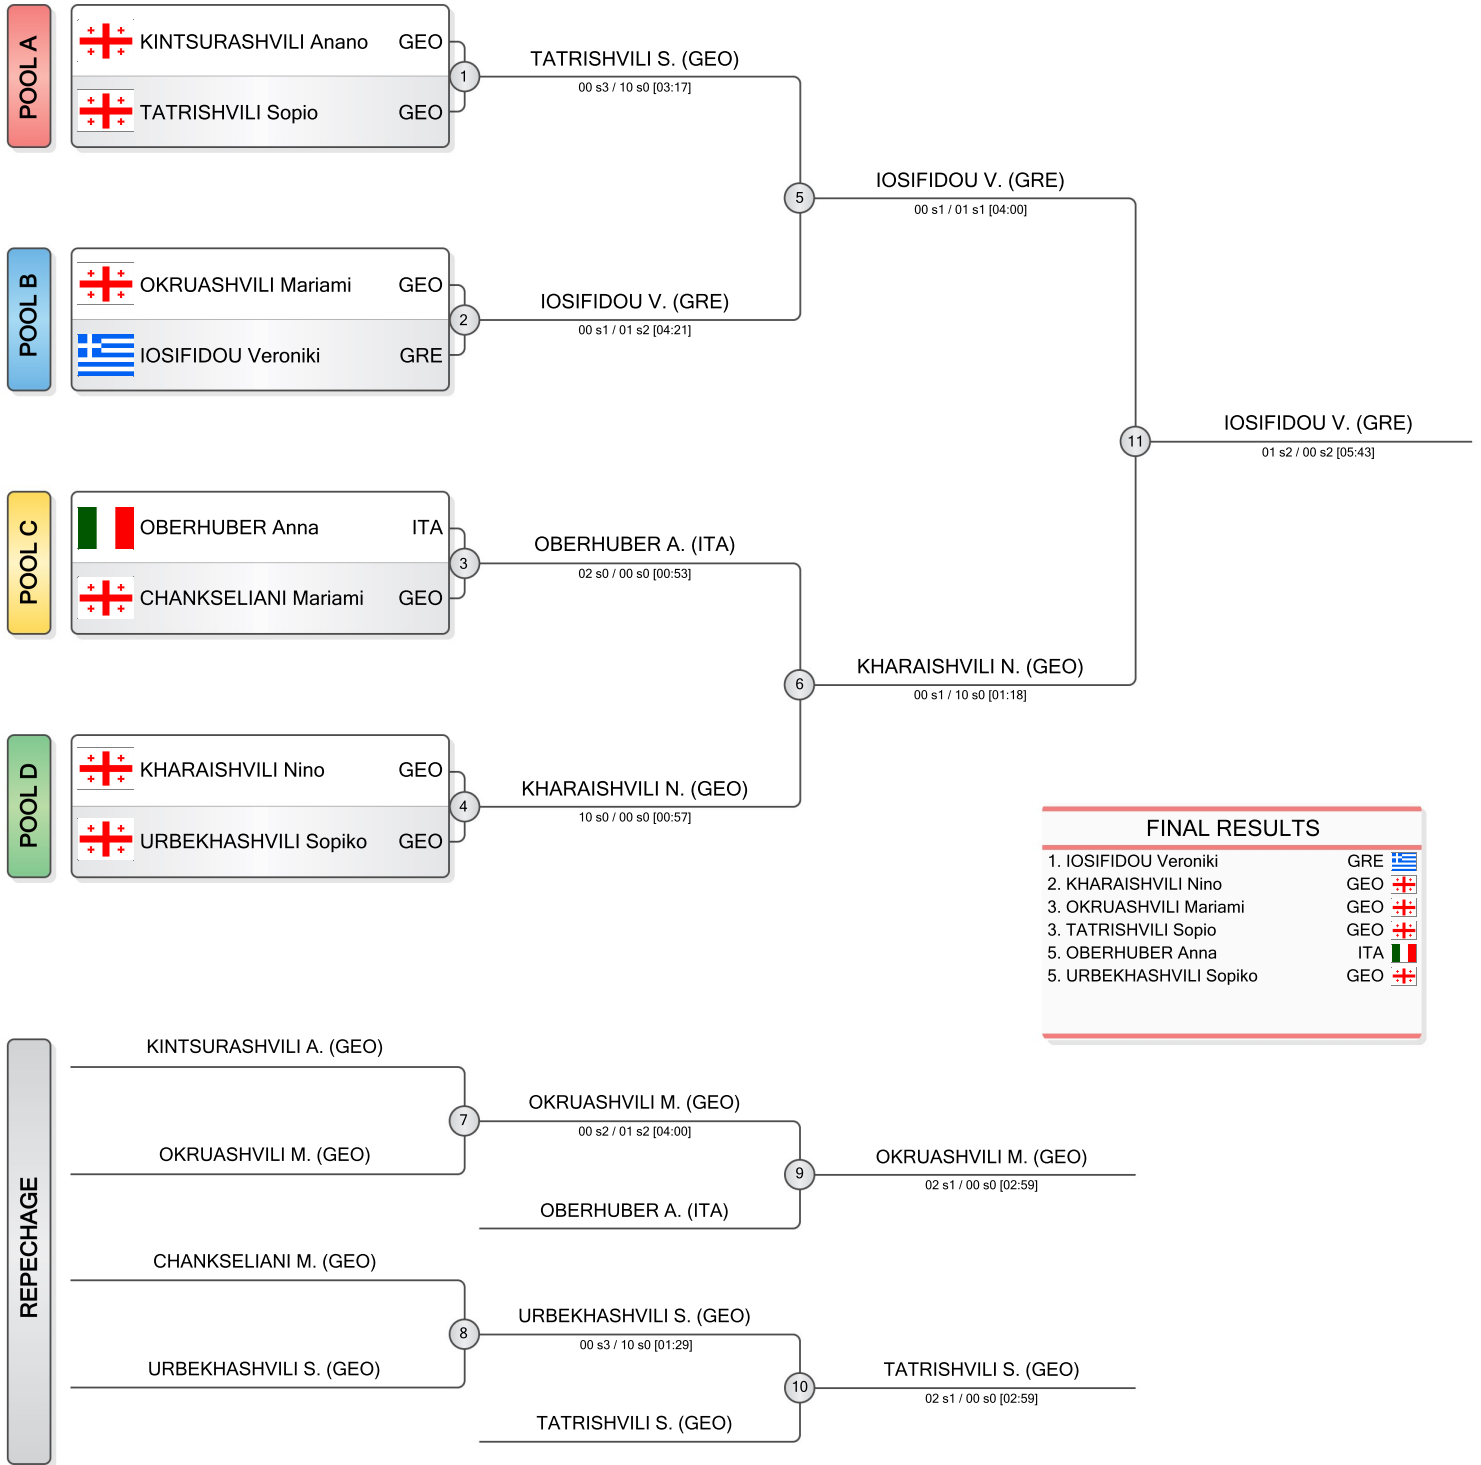 POOL A
KINTSURASHVILI Anano GEO
TATRISHVILI Sopio GEO
1
TATRISHVILI S. (GEO)
00 s3 / 10 s0 [03:17]
5
IOSIFIDOU V. (GRE)
00 s1 / 01 s1 [04:00]
POOL B
OKRUASHVILI Mariami GEO
IOSIFIDOU Veroniki GRE
2
IOSIFIDOU V. (GRE)
00 s1 / 01 s2 [04:21]
11
IOSIFIDOU V. (GRE)
01 s2 / 00 s2 [05:43]
POOL C
OBERHUBER Anna ITA
CHANKSELIANI Mariami GEO
3
OBERHUBER A. (ITA)
02 s0 / 00 s0 [00:53]
6
KHARAISHVILI N. (GEO)
00 s1 / 10 s0 [01:18]
POOL D
KHARAISHVILI Nino GEO
URBEKHASHVILI Sopiko GEO
4
KHARAISHVILI N. (GEO)
10 s0 / 00 s0 [00:57]
FINAL RESULTS
1. IOSIFIDOU Veroniki GRE
2. KHARAISHVILI Nino GEO
3. OKRUASHVILI Mariami GEO
3. TATRISHVILI Sopio GEO
5. OBERHUBER Anna ITA
5. URBEKHASHVILI Sopiko GEO
REPECHAGE
KINTSURASHVILI A. (GEO)
OKRUASHVILI M. (GEO)
7
OKRUASHVILI M. (GEO)
00 s2 / 01 s2 [04:00]
OBERHUBER A. (ITA)
9
OKRUASHVILI M. (GEO)
02 s1 / 00 s0 [02:59]
CHANKSELIANI M. (GEO)
URBEKHASHVILI S. (GEO)
8
URBEKHASHVILI S. (GEO)
00 s3 / 10 s0 [01:29]
TATRISHVILI S. (GEO)
10
TATRISHVILI S. (GEO)
02 s1 / 00 s0 [02:59]